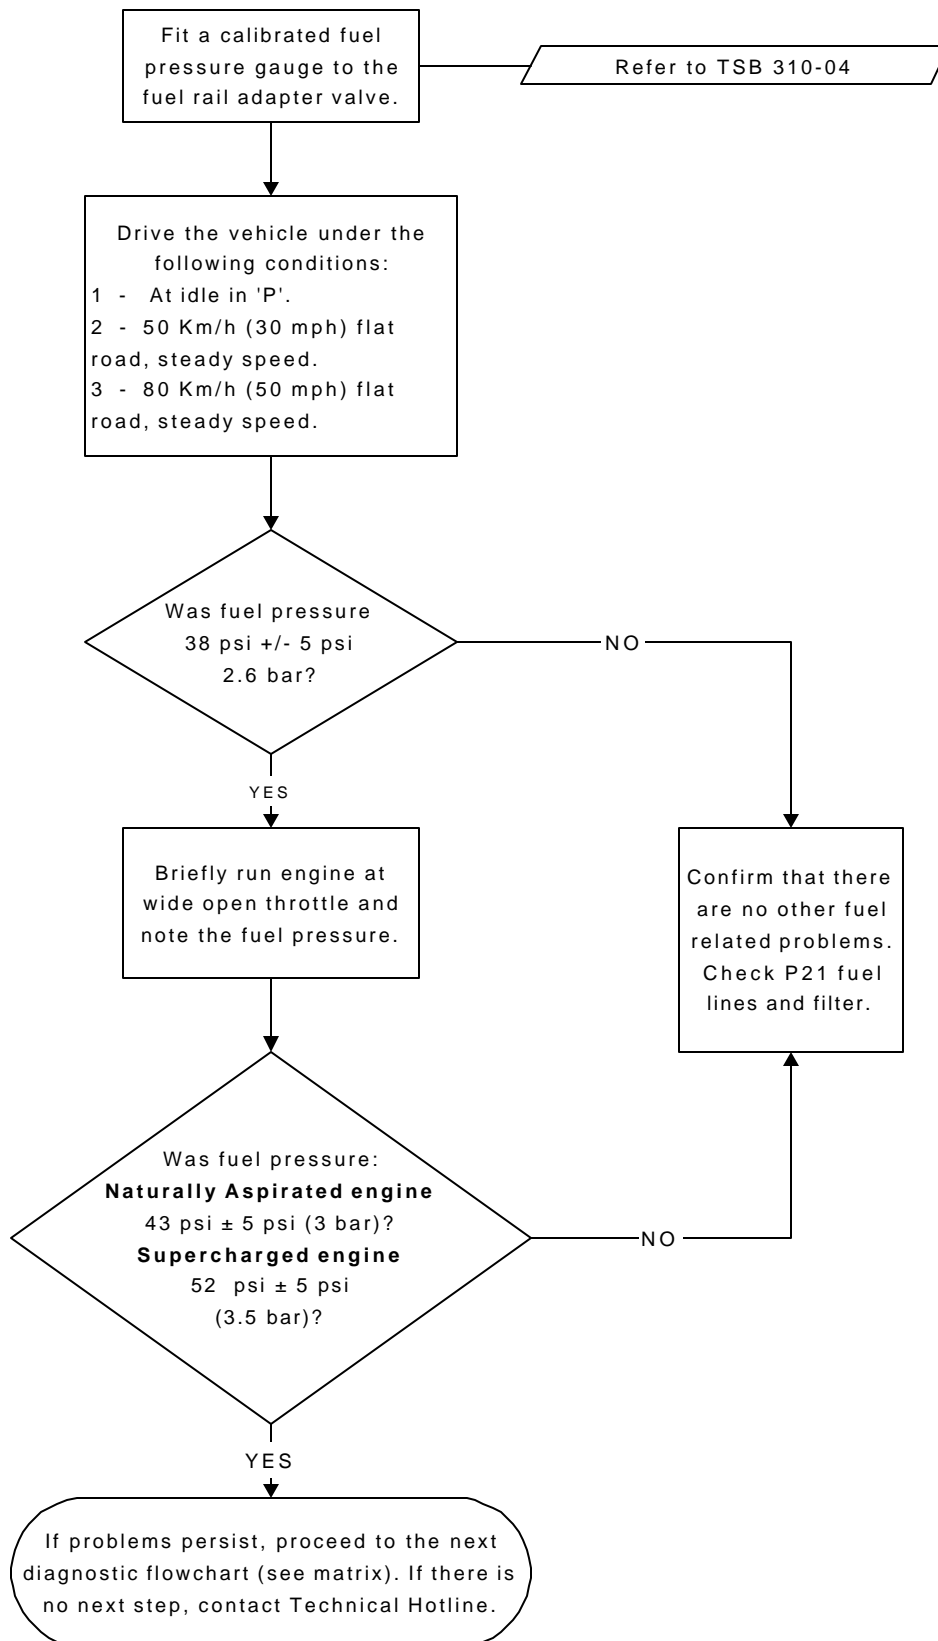 Fit a calibrated fuel
pressure gauge to the
fuel rail adapter valve.
Refer to TSB 310-04
Drive the vehicle under the
following conditions:
1 - At idle in 'P'.
2 - 50 Km/h (30 mph) flat
road, steady speed.
3 - 80 Km/h (50 mph) flat
road, steady speed.
Was fuel pressure
38 psi +/- 5 psi
2.6 bar?
NO
YES
Briefly run engine at
wide open throttle and
note the fuel pressure.
Confirm that there
are no other fuel
related problems.
Check P21 fuel
lines and filter.
Was fuel pressure:
Naturally Aspirated engine
43 psi ± 5 psi (3 bar)?
Supercharged engine
52 psi ± 5 psi
(3.5 bar)?
NO
YES
If problems persist, proceed to the next
diagnostic flowchart (see matrix). If there is
no next step, contact Technical Hotline.